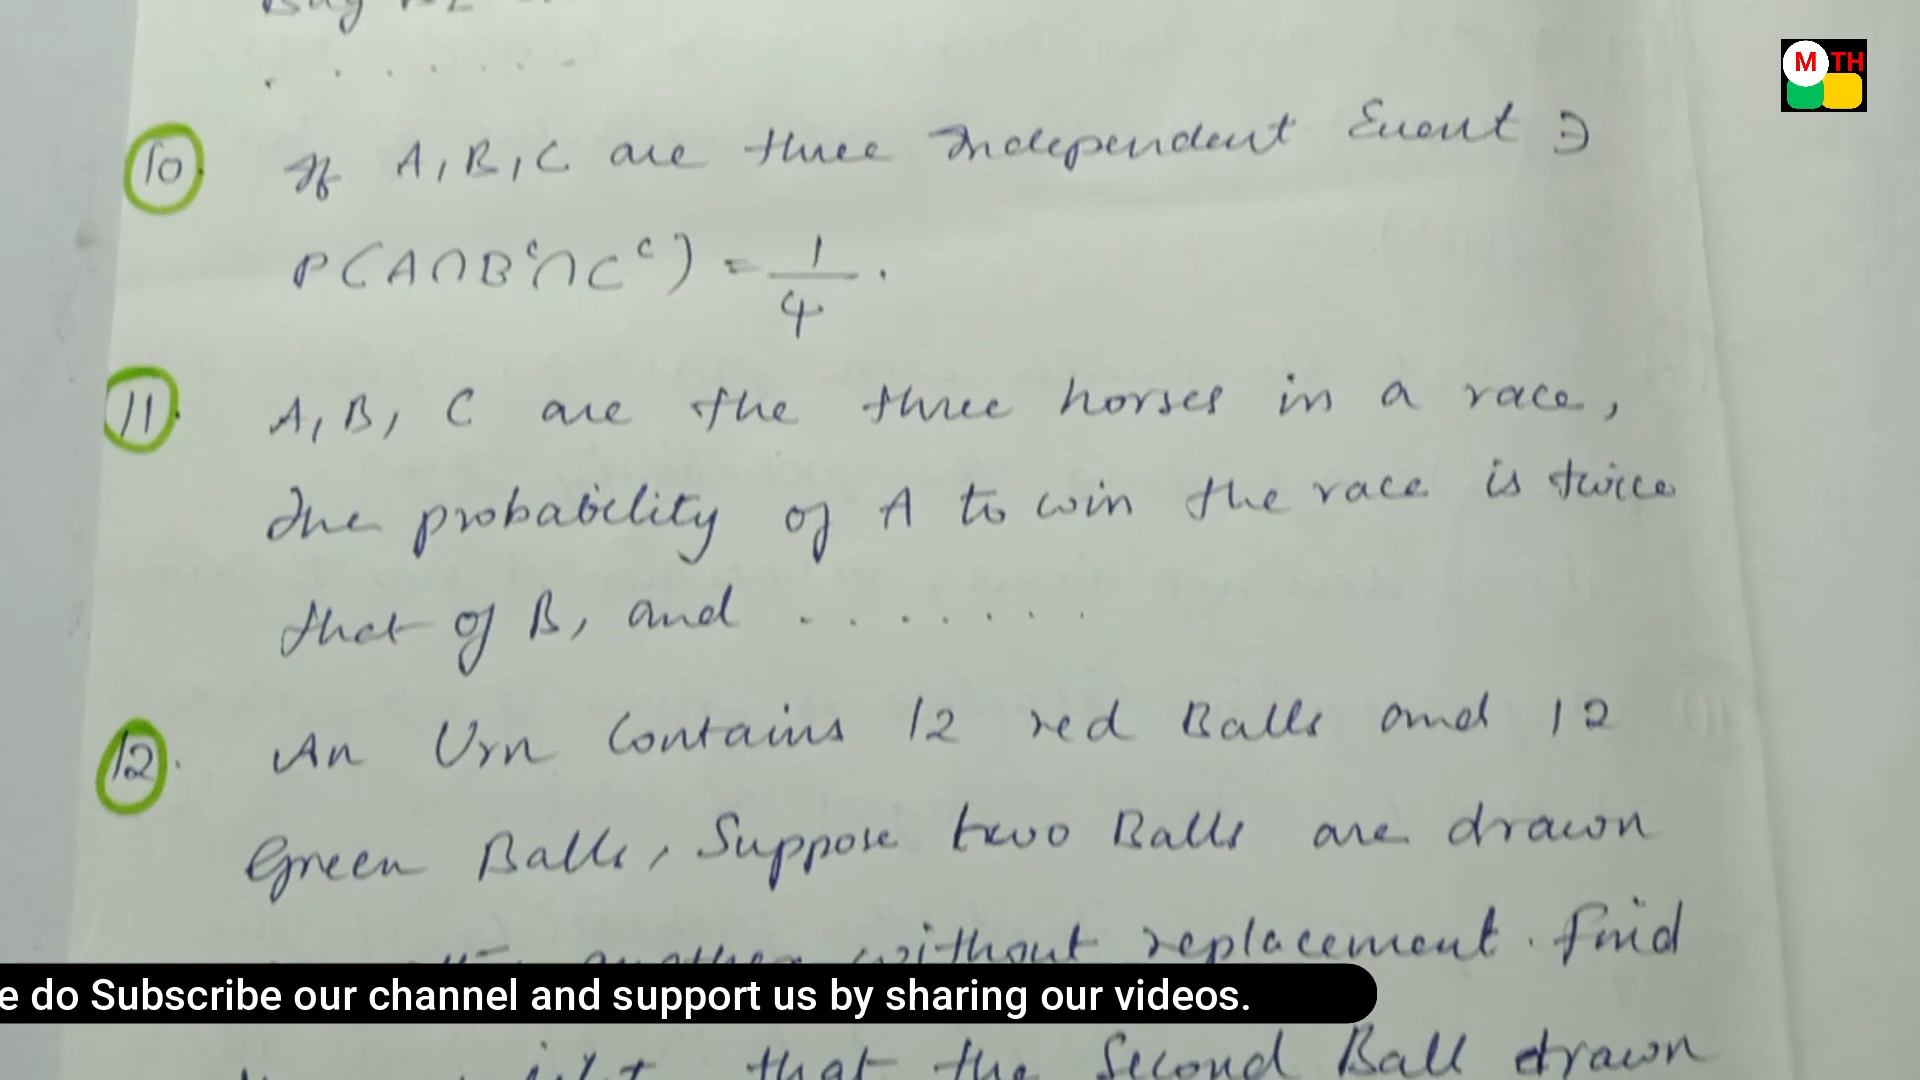 10. If A, B, C are three Independent Event ∋
P(A∩Bᶜ∩Cᶜ) = 1/4.
11. A, B, C are the three horses in a race,
The probability of A to win the race is twice
that of B, and ........
12. An Urn Contains 12 red Balls and 12
Green Balls, Suppose two Balls are drawn
another without replacement. Find
e do Subscribe our channel and support us by sharing our videos.
that the Second Ball drawn
M TH